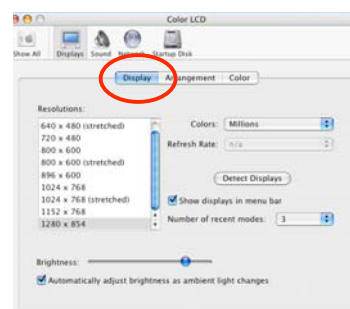 Color LCD
Show All Displays Sound Network Startup Disk
Display Arrangement Color
Resolutions:
640 x 480 (stretched)
720 x 480
800 x 600
800 x 600 (stretched)
896 x 600
1024 x 768
1024 x 768 (stretched)
1152 x 768
1280 x 854
Colors: Millions
Refresh Rate: n/a
Detect Displays
Show displays in menu bar
Number of recent modes: 3
Brightness:
Automatically adjust brightness as ambient light changes